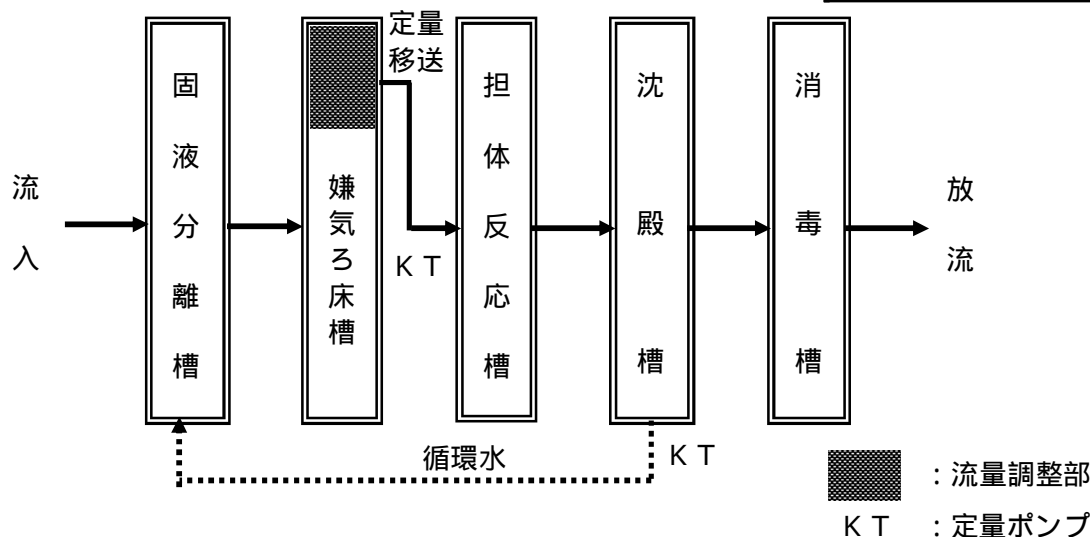 流入
固液分離槽
嫌気ろ床槽
定量
移送
ＫＴ
担体反応槽
沈殿槽
消毒槽
放流
循環水
ＫＴ
：流量調整部
ＫＴ ：定量ポンプ